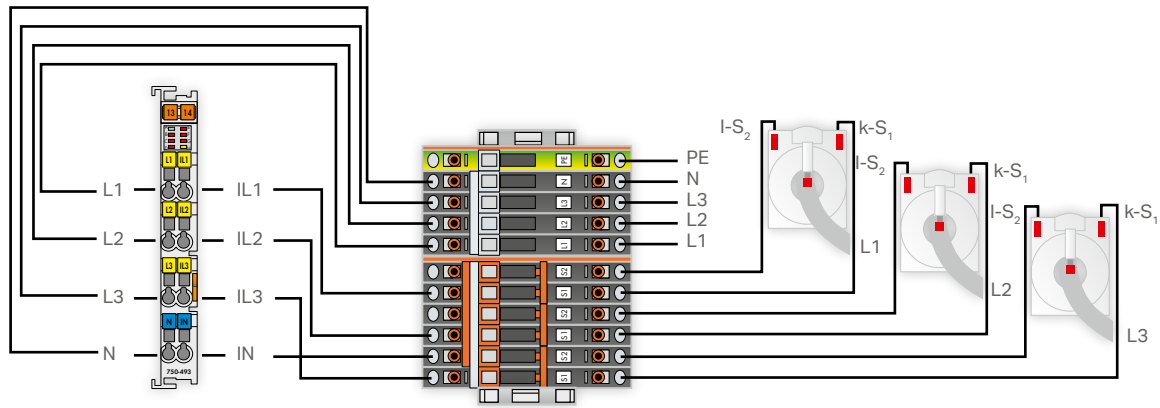 13 14
L1 IL1
L2 IL2
L3 IL3
N IN
750-493
L1
L2
L3
N
IL1
IL2
IL3
IN
PE
N
L3
L2
L1
S2
S1
S2
S1
S2
S1
PE
N
L3
L2
L1
l-S2
k-S1
L1
l-S2
k-S1
L2
l-S2
k-S1
L3